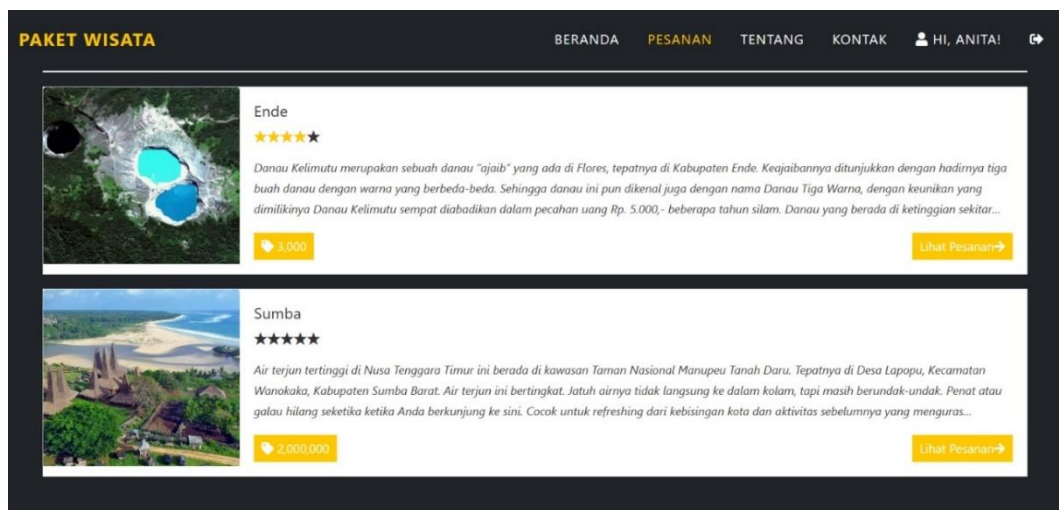 PAKET WISATA
BERANDA PESANAN TENTANG KONTAK HI, ANITA!
Ende
Danau Kelimutu merupakan sebuah danau "ajaib" yang ada di Flores, tepatnya di Kabupaten Ende. Keajaibannya ditunjukkan dengan hadirnya tiga
buah danau dengan warna yang berbeda-beda. Sehingga danau ini pun dikenal juga dengan nama Danau Tiga Warna, dengan keunikan yang
dimilikinya Danau Kelimutu sempat diabadikan dalam pecahan uang Rp. 5.000,- beberapa tahun silam. Danau yang berada di ketinggian sekitar...
3,000
Lihat Pesanan
Sumba
Air terjun tertinggi di Nusa Tenggara Timur ini berada di kawasan Taman Nasional Manupeu Tanah Daru. Tepatnya di Desa Lapopu, Kecamatan
Wanokaka, Kabupaten Sumba Barat. Air terjun ini bertingkat. Jatuh airnya tidak langsung ke dalam kolam, tapi masih berundak-undak. Penat atau
galau hilang seketika ketika Anda berkunjung ke sini. Cocok untuk refreshing dari kebisingan kota dan aktivitas sebelumnya yang menguras...
2,000,000
Lihat Pesanan